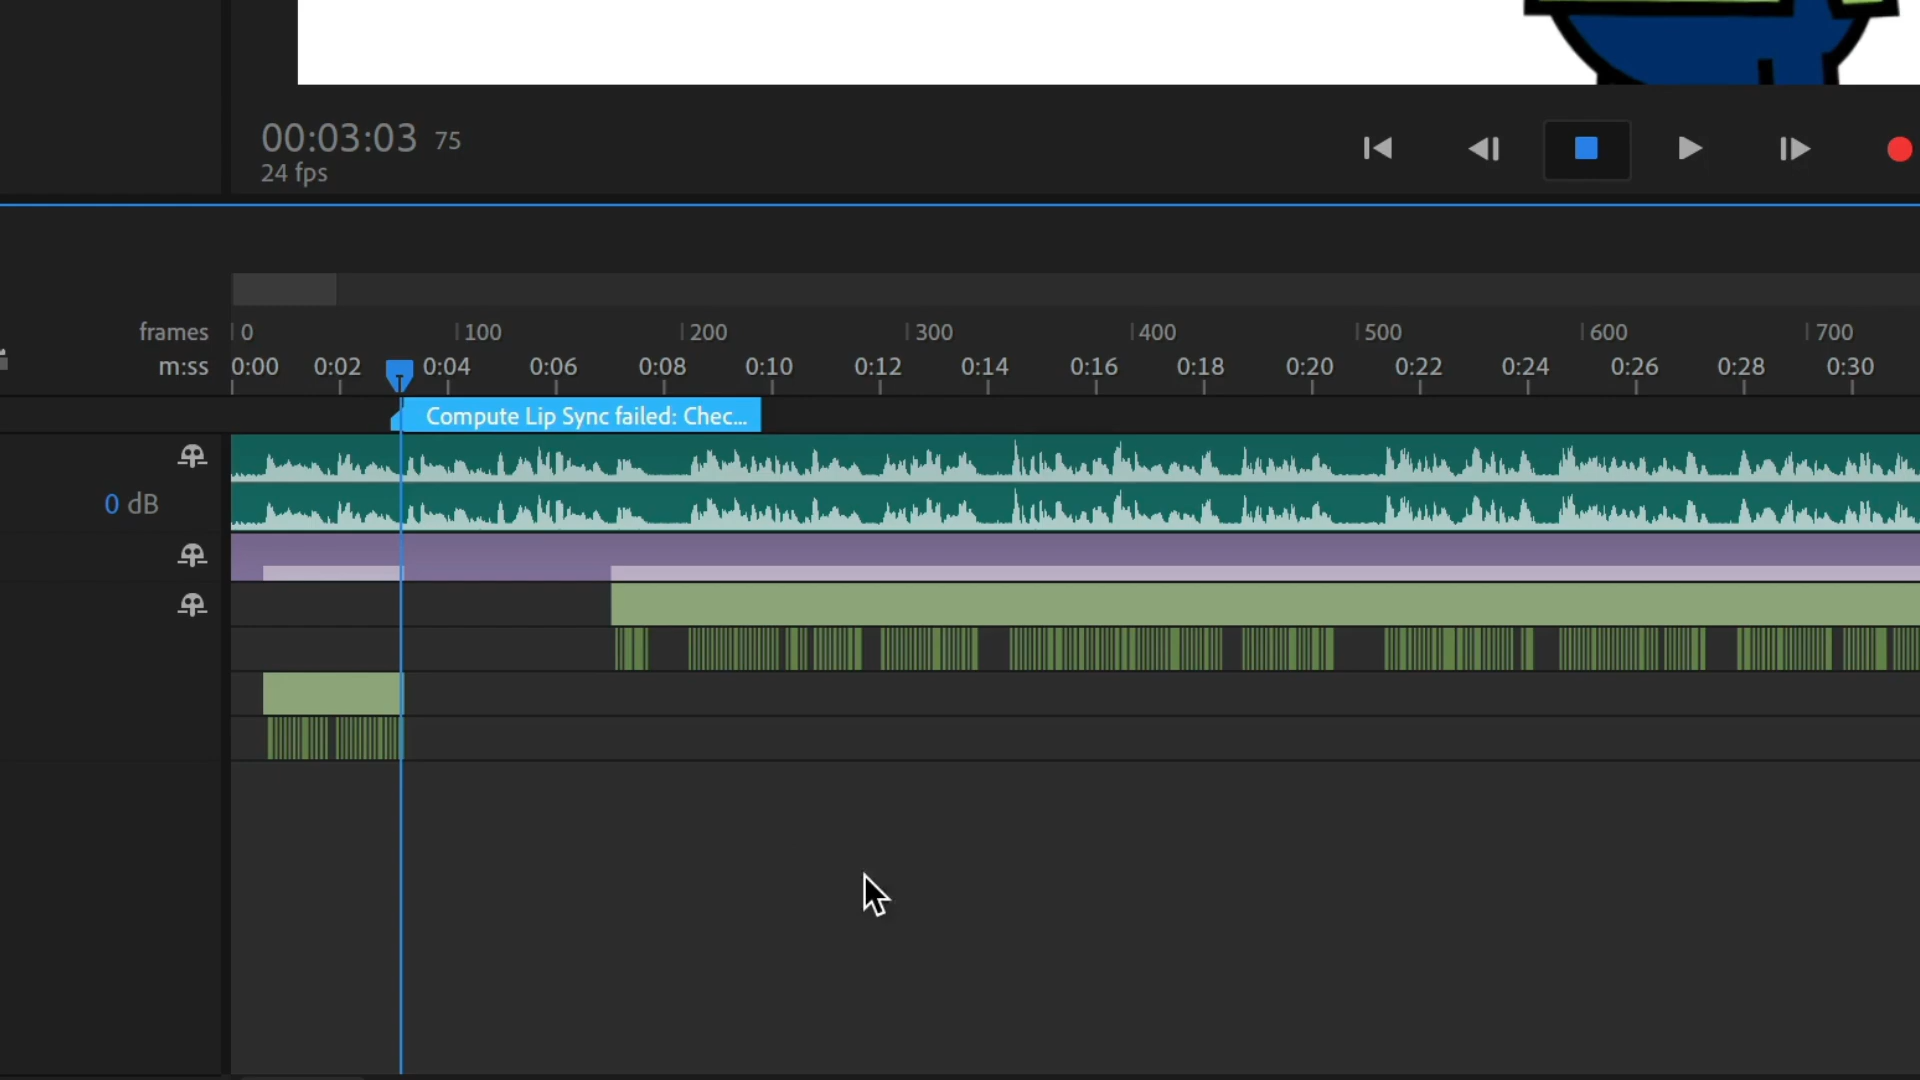 00:03:03 75
24 fps
frames 0 100 200 300 400 500 600 700
m:ss 0:00 0:02 0:04 0:06 0:08 0:10 0:12 0:14 0:16 0:18 0:20 0:22 0:24 0:26 0:28 0:30
Compute Lip Sync failed: Chec...
0 dB